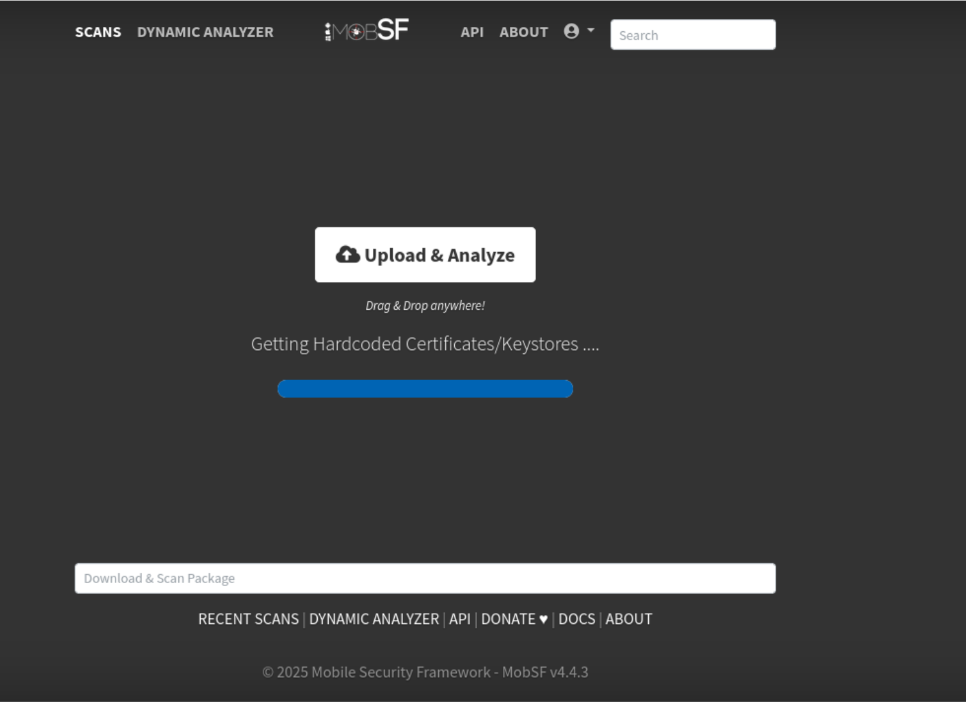 SCANS DYNAMIC ANALYZER MOBSF API ABOUT Search
Upload & Analyze
Drag & Drop anywhere!
Getting Hardcoded Certificates/Keystores ....
Download & Scan Package
RECENT SCANS | DYNAMIC ANALYZER | API | DONATE ♥ | DOCS | ABOUT
© 2025 Mobile Security Framework - MobSF v4.4.3